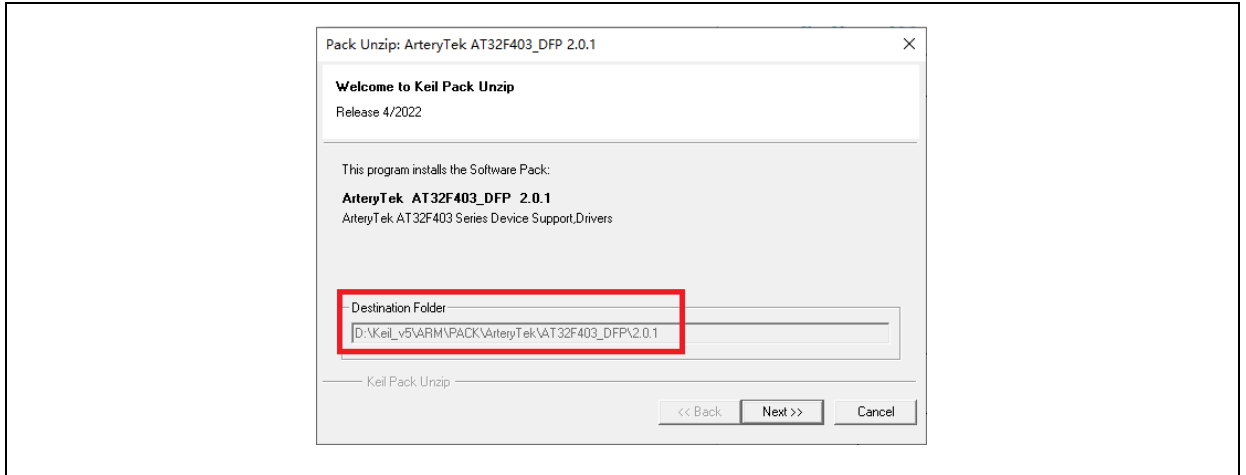 Pack Unzip: ArteryTek AT32F403_DFP 2.0.1
Welcome to Keil Pack Unzip
Release 4/2022
This program installs the Software Pack:
ArteryTek AT32F403_DFP 2.0.1
ArteryTek AT32F403 Series Device Support,Drivers
Destination Folder
D:\Keil_v5\ARM\PACK\ArteryTek\AT32F403_DFP\2.0.1
Keil Pack Unzip
<< Back Next >> Cancel